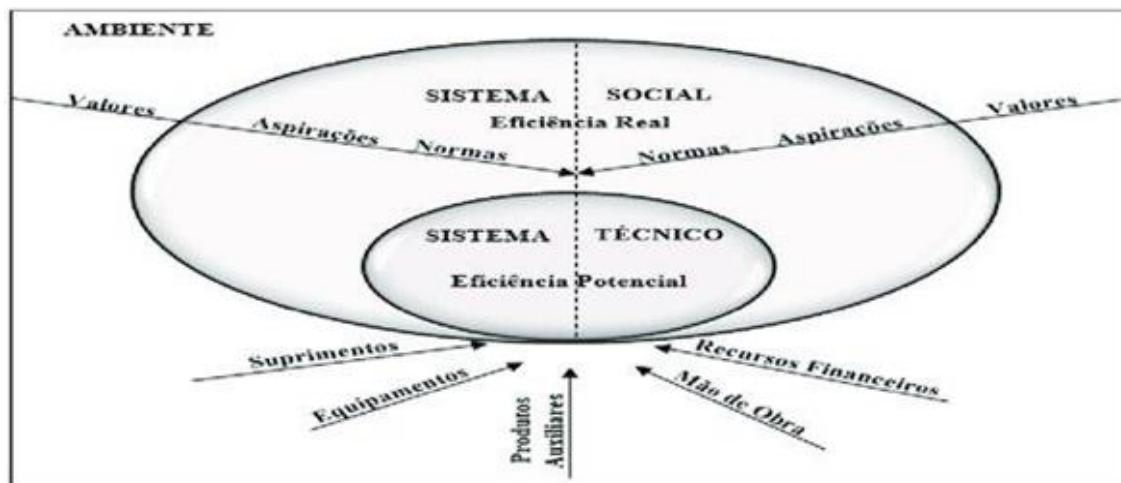 AMBIENTE
SISTEMA SOCIAL
Eficiência Real
Valores
Aspirações
Normas
Normas
Aspirações
Valores
SISTEMA TÉCNICO
Eficiência Potencial
Suprimentos
Equipamentos
Produtos
Auxiliares
Recursos Financeiros
Mão de Obra